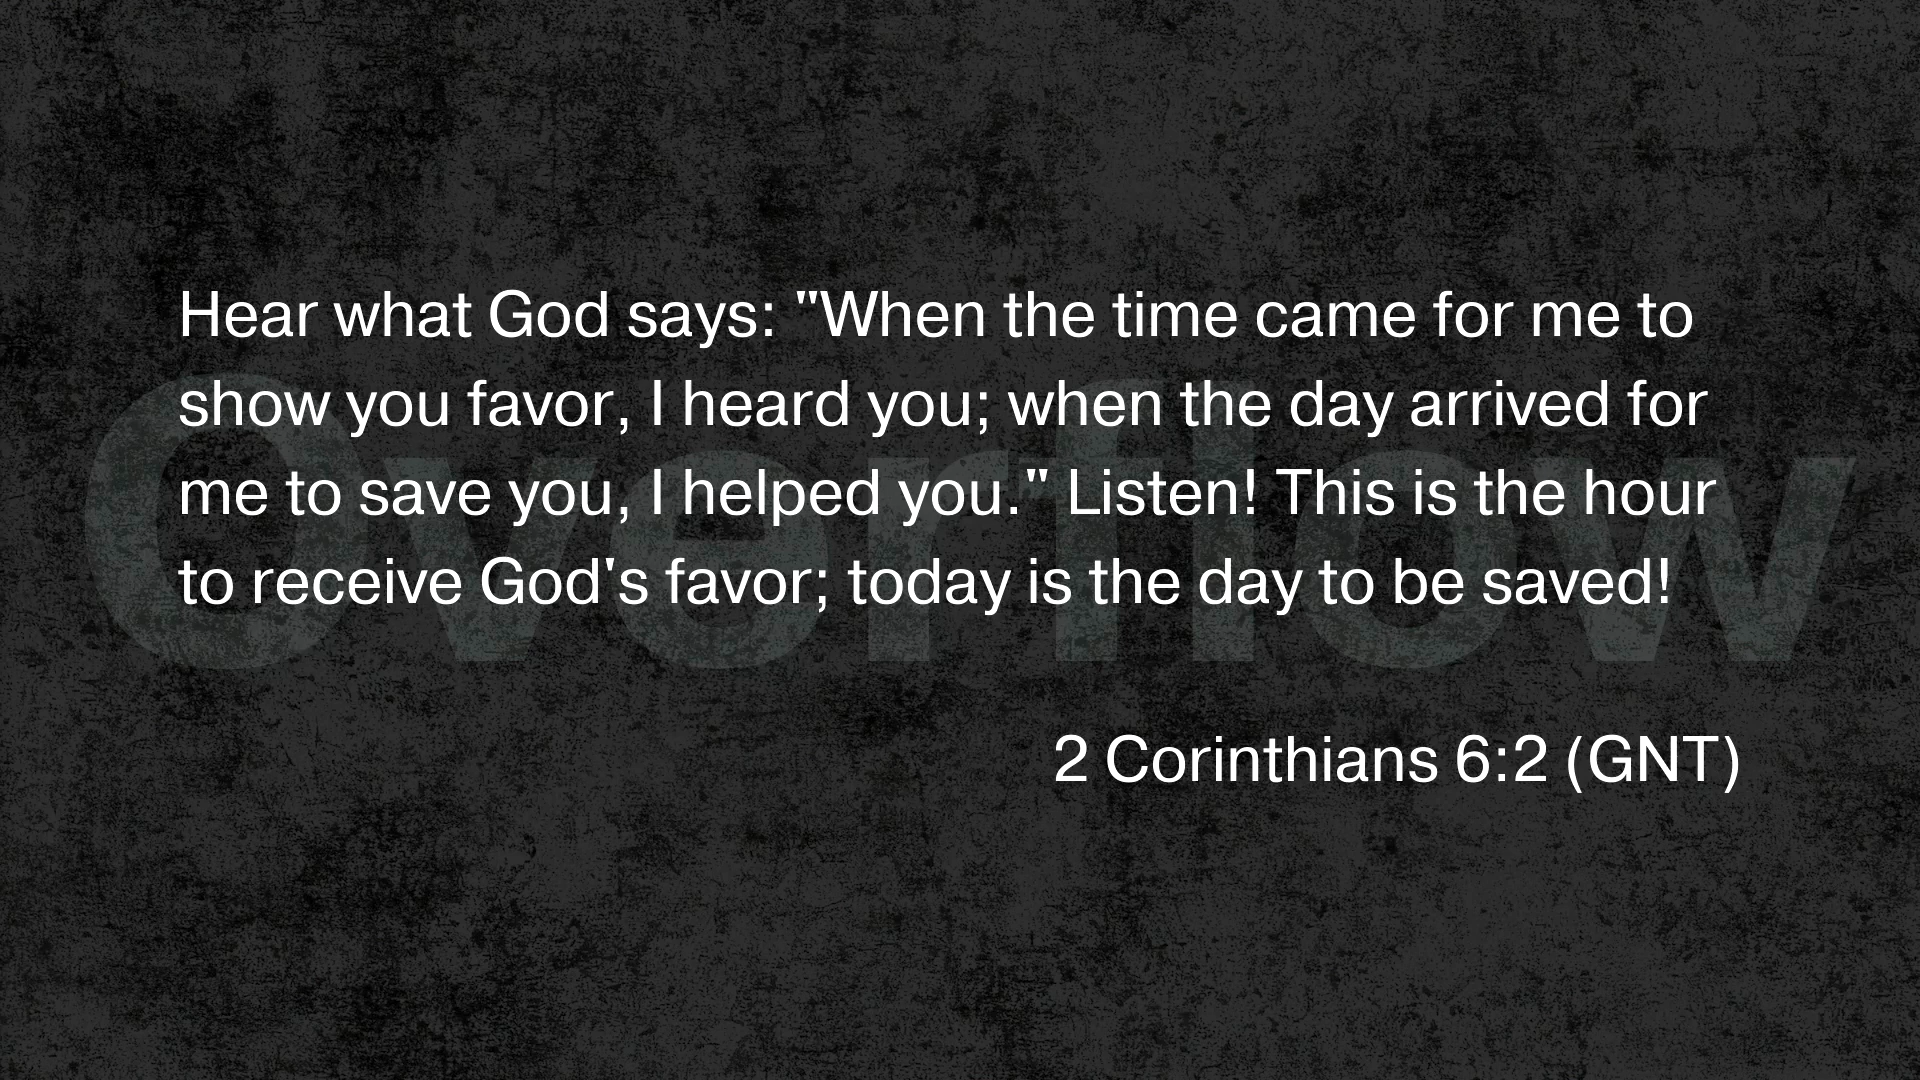 Hear what God says: "When the time came for me to
show you favor, I heard you; when the day arrived for
me to save you, I helped you." Listen! This is the hour
to receive God's favor; today is the day to be saved!
Overflow
2 Corinthians 6:2 (GNT)